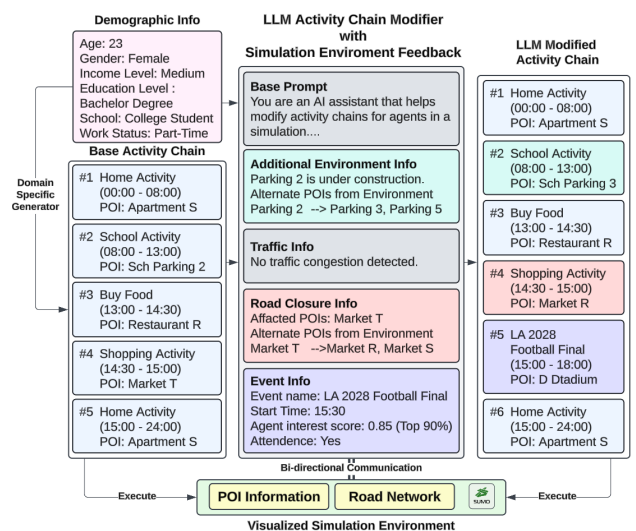 Demographic Info
Age: 23
Gender: Female
Income Level: Medium
Education Level :
Bachelor Degree
School: College Student
Work Status: Part-Time
Base Activity Chain
#1 Home Activity
(00:00 - 08:00)
POI: Apartment S
#2 School Activity
(08:00 - 13:00)
POI: Sch Parking 2
#3 Buy Food
(13:00 - 14:30)
POI: Restaurant R
#4 Shopping Activity
(14:30 - 15:00)
POI: Market T
#5 Home Activity
(15:00 - 24:00)
POI: Apartment S
Domain
Specific
Generator
LLM Activity Chain Modifier
with
Simulation Enviroment Feedback
Base Prompt
You are an AI assistant that helps
modify activity chains for agents in a
simulation....
Additional Environment Info
Parking 2 is under construction.
Alternate POIs from Environment
Parking 2 --> Parking 3, Parking 5
Traffic Info
No traffic congestion detected.
Road Closure Info
Affacted POIs: Market T
Alternate POIs from Environment
Market T -->Market R, Market S
Event Info
Event name: LA 2028 Football Final
Start Time: 15:30
Agent interest score: 0.85 (Top 90%)
Attendence: Yes
LLM Modified
Activity Chain
#1 Home Activity
(00:00 - 08:00)
POI: Apartment S
#2 School Activity
(08:00 - 13:00)
POI: Sch Parking 3
#3 Buy Food
(13:00 - 14:30)
POI: Restaurant R
#4 Shopping Activity
(14:30 - 15:00)
POI: Market R
#5 LA 2028
Football Final
(15:00 - 18:00)
POI: D Dtadium
#6 Home Activity
(15:00 - 24:00)
POI: Apartment S
Bi-directional Communication
Execute
POI Information
Road Network
SUMO
Execute
Visualized Simulation Environment